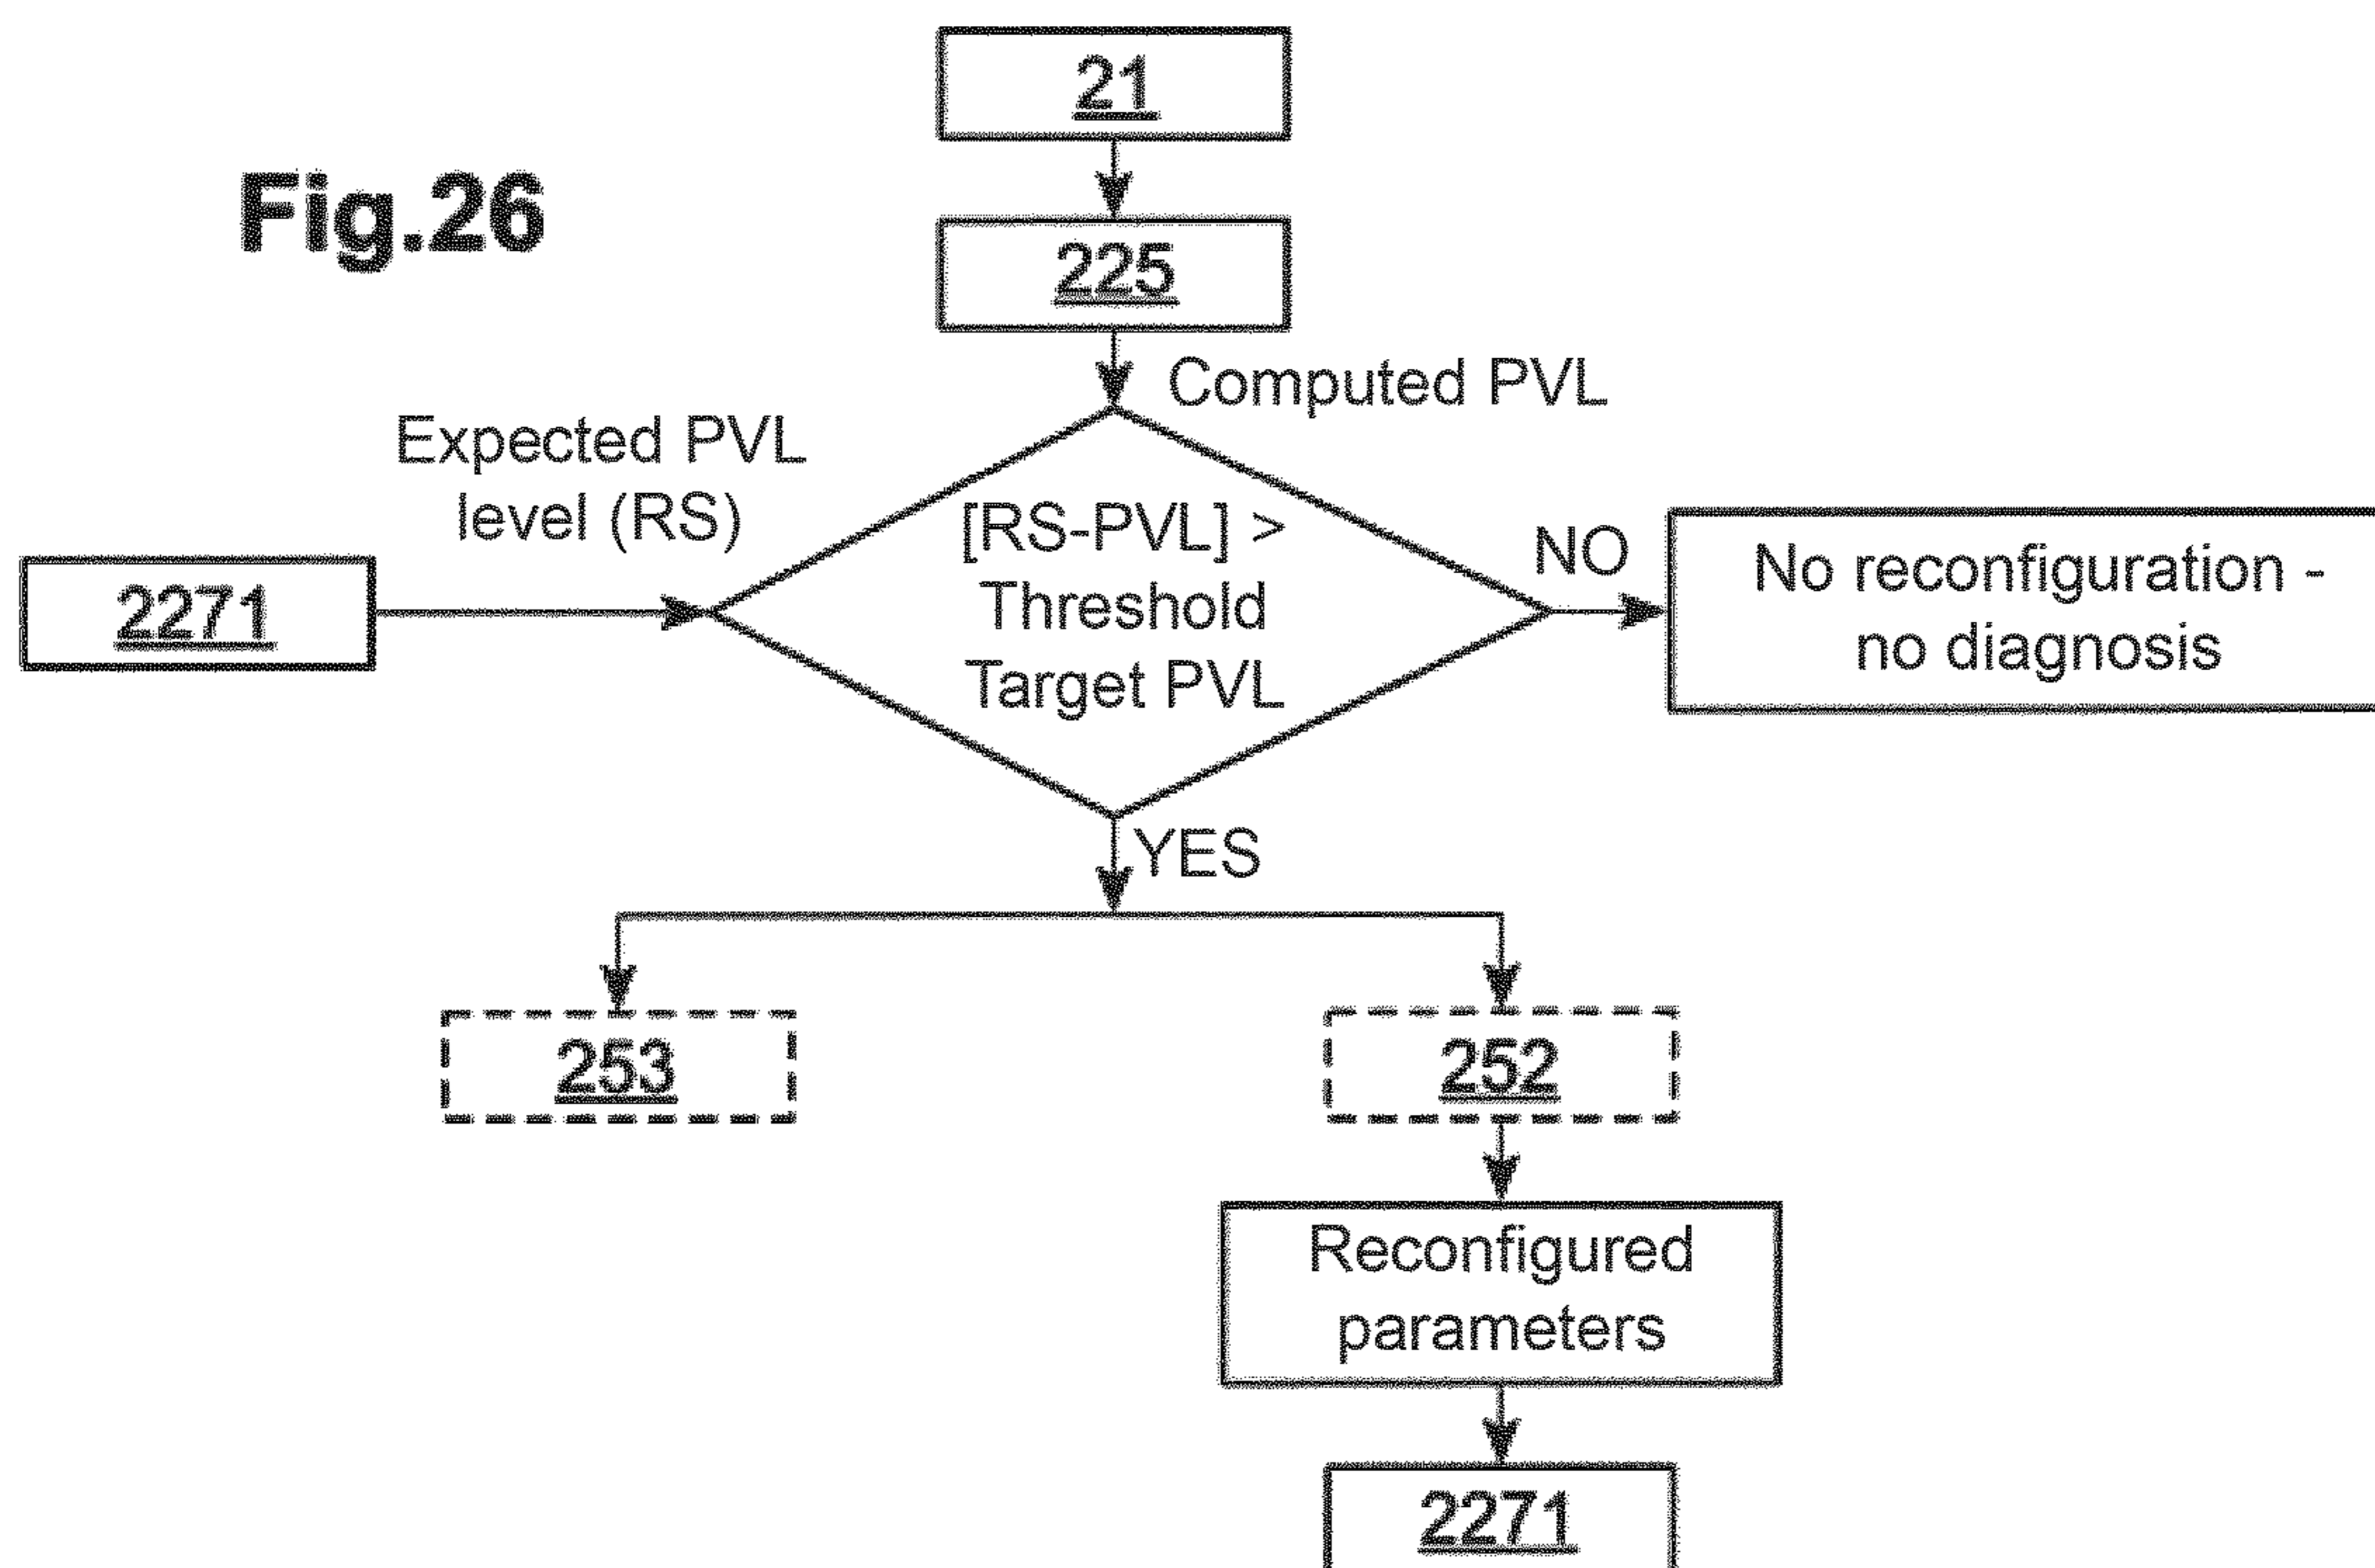 21
Fig.26
225
Computed PVL
Expected PVL
level (RS)
[RS-PVL] >
Threshold
Target PVL
NO
No reconfiguration -
no diagnosis
2271
YES
253
252
Reconfigured
parameters
2271